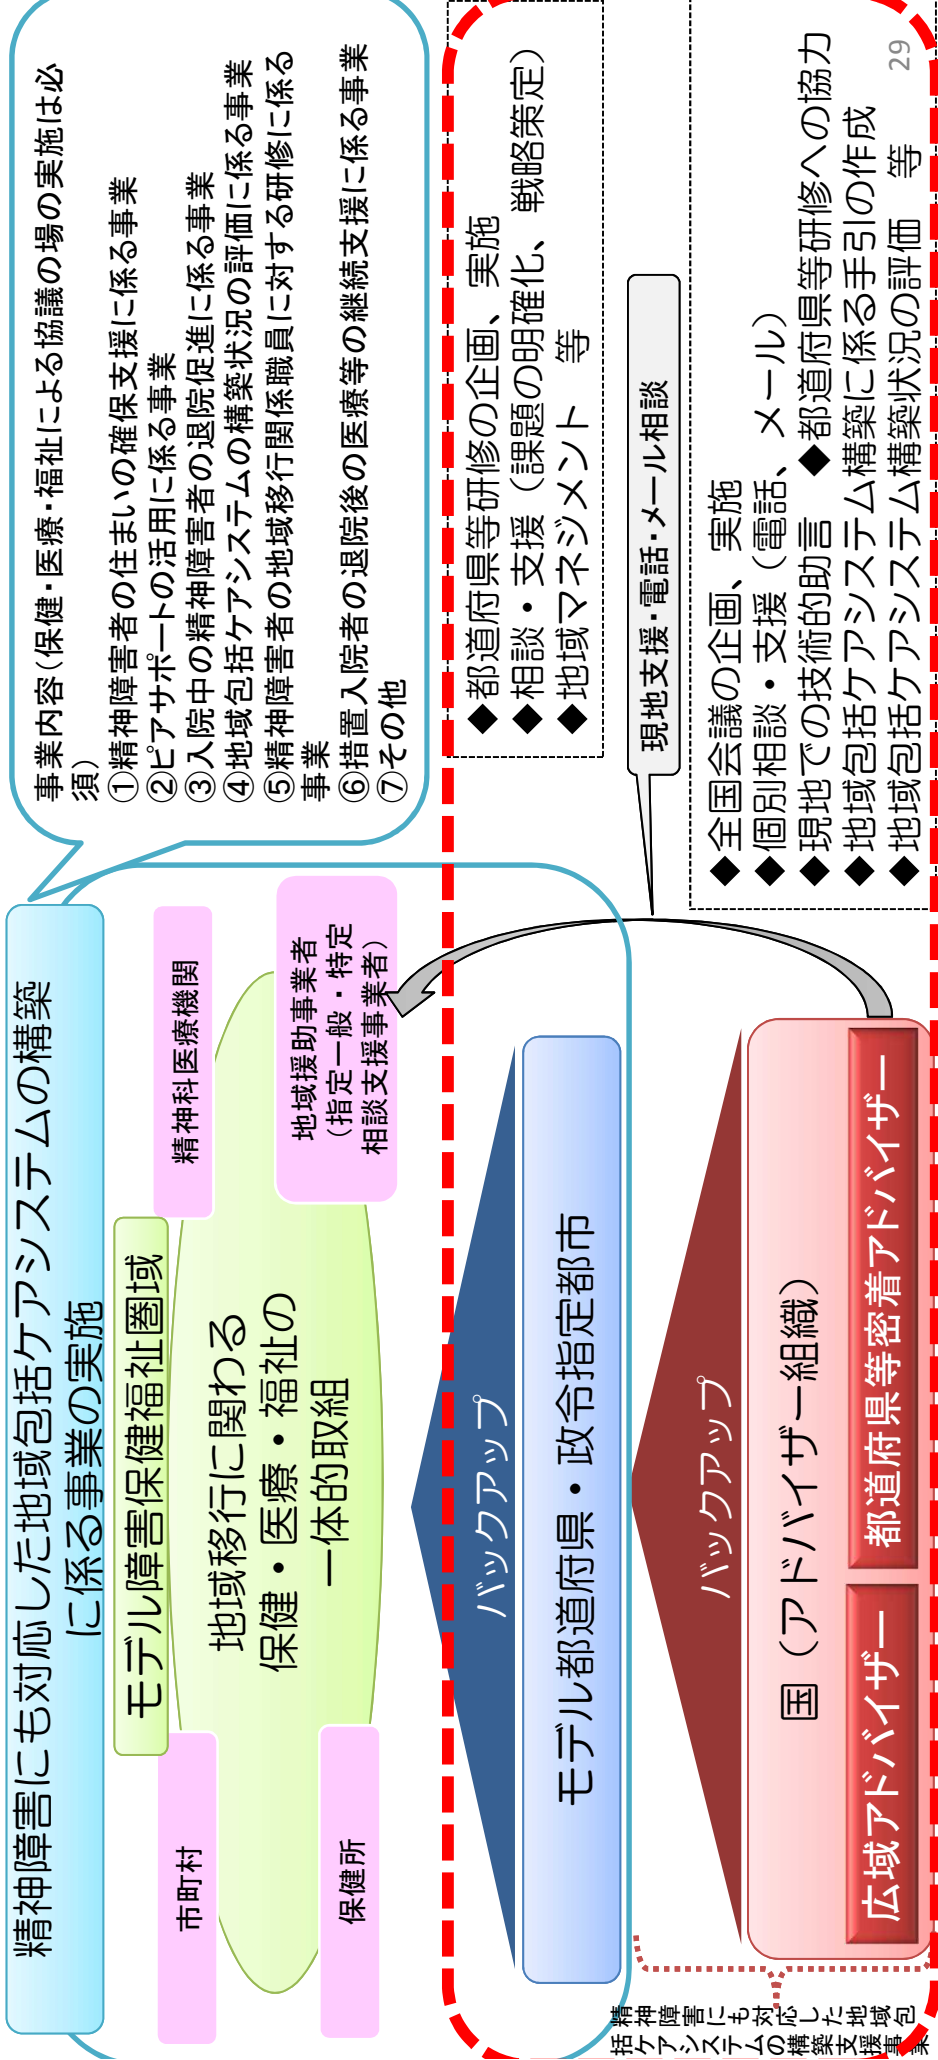 精神障害にも対応した地域包括ケアシステムの構築
に係る事業の実施
モデル障害保健福祉圏域
市町村
精神科医療機関
地域移行に関わる
保健・医療・福祉の
一体的取組
保健所
地域援助事業者
（指定一般・特定
相談支援事業者）
事業内容（保健・医療・福祉による協議の場の実施は必
須）
①精神障害者の住まいの確保支援に係る事業
②ピアサポートの活用に係る事業
③入院中の精神障害者の退院促進に係る事業
④地域包括ケアシステムの構築状況の評価に係る事業
⑤精神障害者の地域移行関係職員に対する研修に係る
事業
⑥措置入院者の退院後の医療等の継続支援に係る事業
⑦その他
バックアップ
モデル都道府県・政令指定都市
◆都道府県等研修の企画、実施
◆相談・支援（課題の明確化、戦略策定）
◆地域マネジメント　等
現地支援・電話・メール相談
バックアップ
国（アドバイザー組織）
広域アドバイザー
都道府県等密着アドバイザー
◆全国会議の企画、実施
◆個別相談・支援（電話、メール）
◆現地での技術的助言　◆都道府県等研修への協力
◆地域包括ケアシステム構築に係る手引の作成
◆地域包括ケアシステム構築状況の評価　等
精神障害にも対応した地域包
括ケアシステムの構築支援事業
29